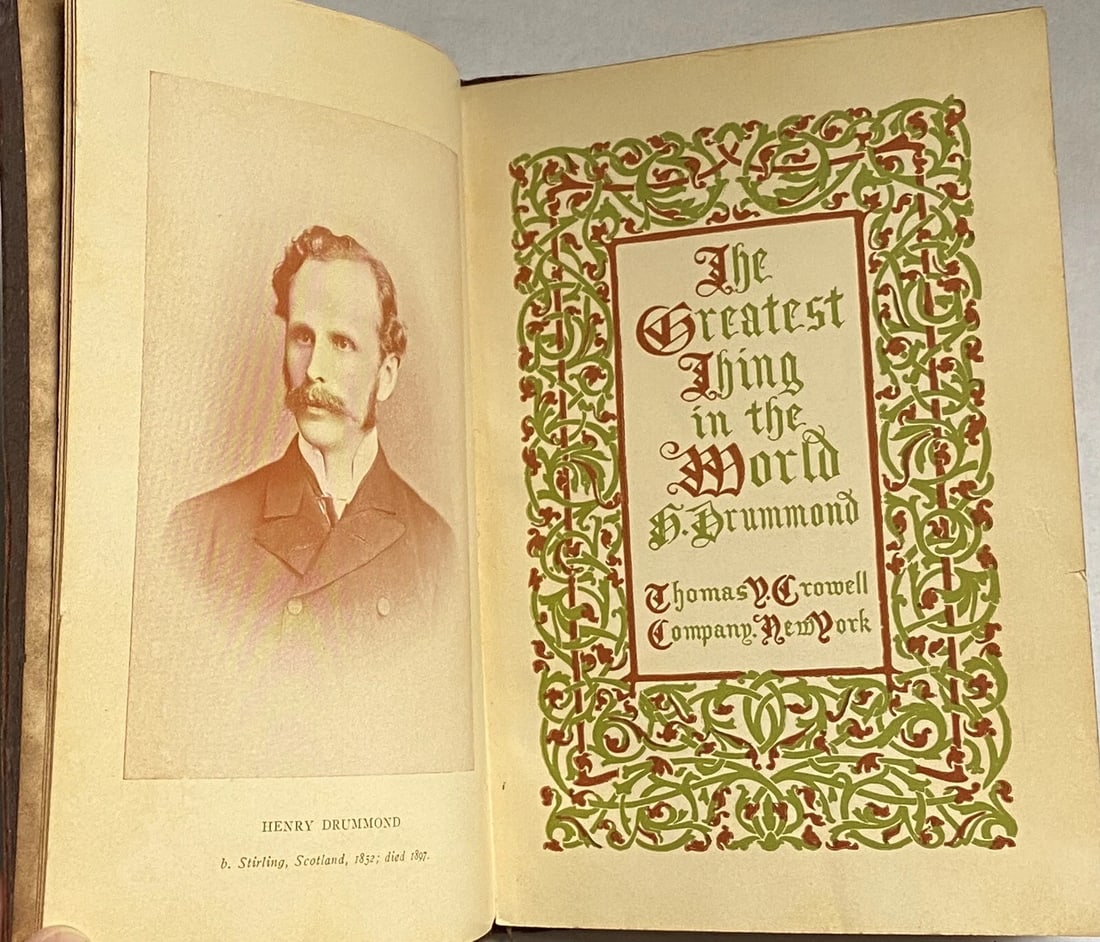 HENRY DRUMMOND
b. Stirling, Scotland, 1852; died 1897.
The
Greatest
Thing
in the
World
H. Drummond
Thomas Y. Crowell
Company. New York